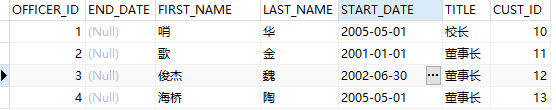 OFFICER_ID END_DATE FIRST_NAME LAST_NAME START_DATE TITLE CUST_ID
1 (Null) 哨 华 2005-05-01 校长 10
2 (Null) 歌 金 2001-01-01 董事长 11
3 (Null) 俊杰 魏 2002-06-30 ... 董事长 12
4 (Null) 海桥 陶 2005-05-01 董事长 13